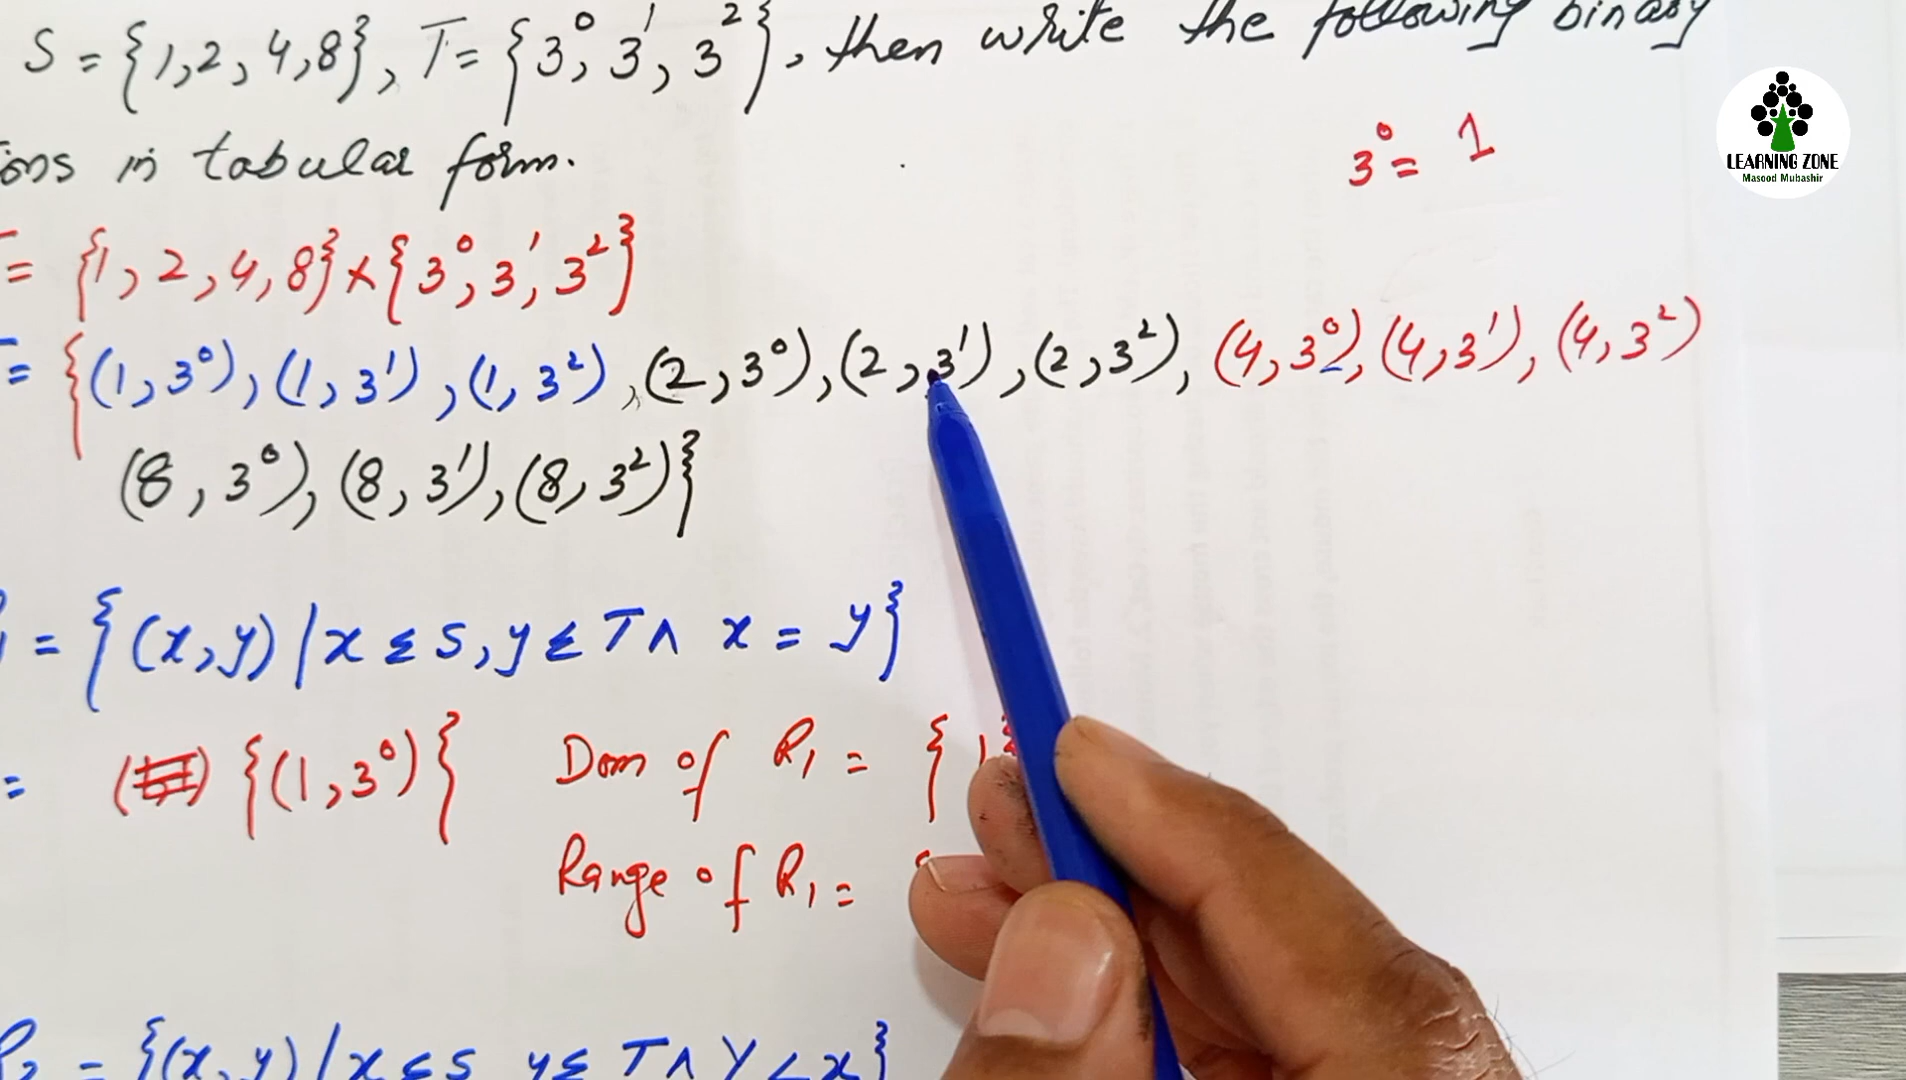 S = {1,2,4,8}, T = {3⁰, 3¹, 3²}, then write the following binary
ons in tabular form.
3⁰ = 1
LEARNING ZONE
Masood Mubashir
= {1, 2, 4, 8} × {3⁰, 3¹, 3²}
= {(1, 3⁰), (1, 3¹), (1, 3²), (2, 3⁰), (2, 3¹), (2, 3²), (4, 3⁰), (4, 3¹), (4, 3²)
(8, 3⁰), (8, 3¹), (8, 3²)}
= {(x,y) / x ∈ S, y ∈ T ∧ x = y}
= {(1, 3⁰)} Dom of R₁ = {1}
Range of R₁ = {
R₂ = {(x,y) / x ∈ S y ∈ T ∧ y < x}